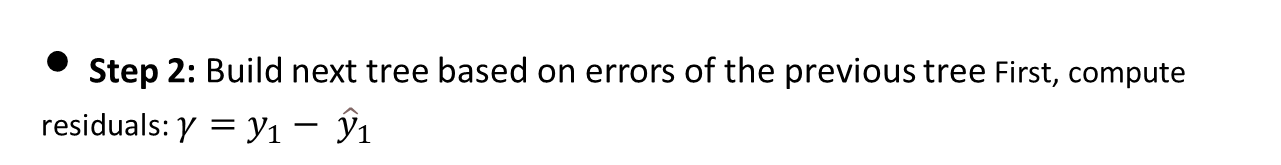 ● Step 2: Build next tree based on errors of the previous tree First, compute
residuals: γ = y₁ − ŷ₁